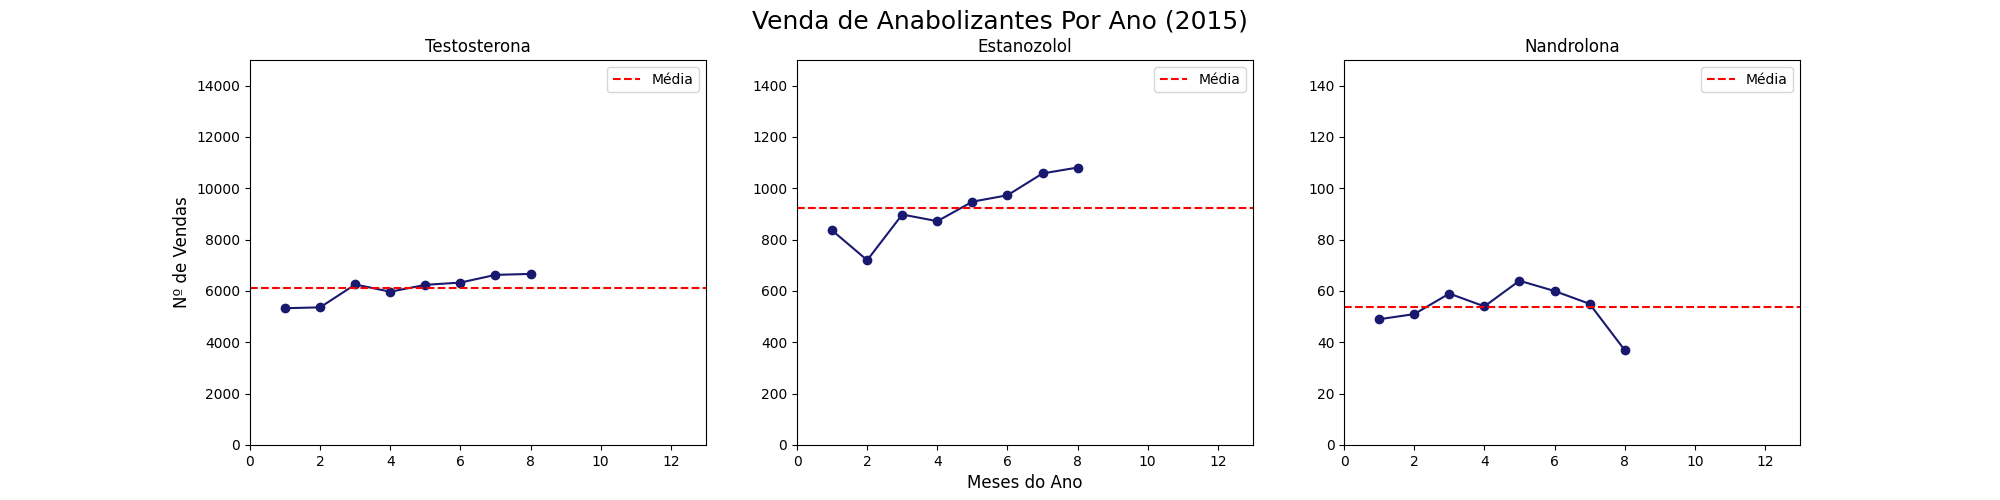 Venda de Anabolizantes Por Ano (2015)
Testosterona
Média
14000
12000
10000
8000
6000
4000
2000
0
0 2 4 6 8 10 12
Nº de Vendas
Estanozolol
Média
1400
1200
1000
800
600
400
200
0
0 2 4 6 8 10 12
Meses do Ano
Nandrolona
Média
140
120
100
80
60
40
20
0
0 2 4 6 8 10 12